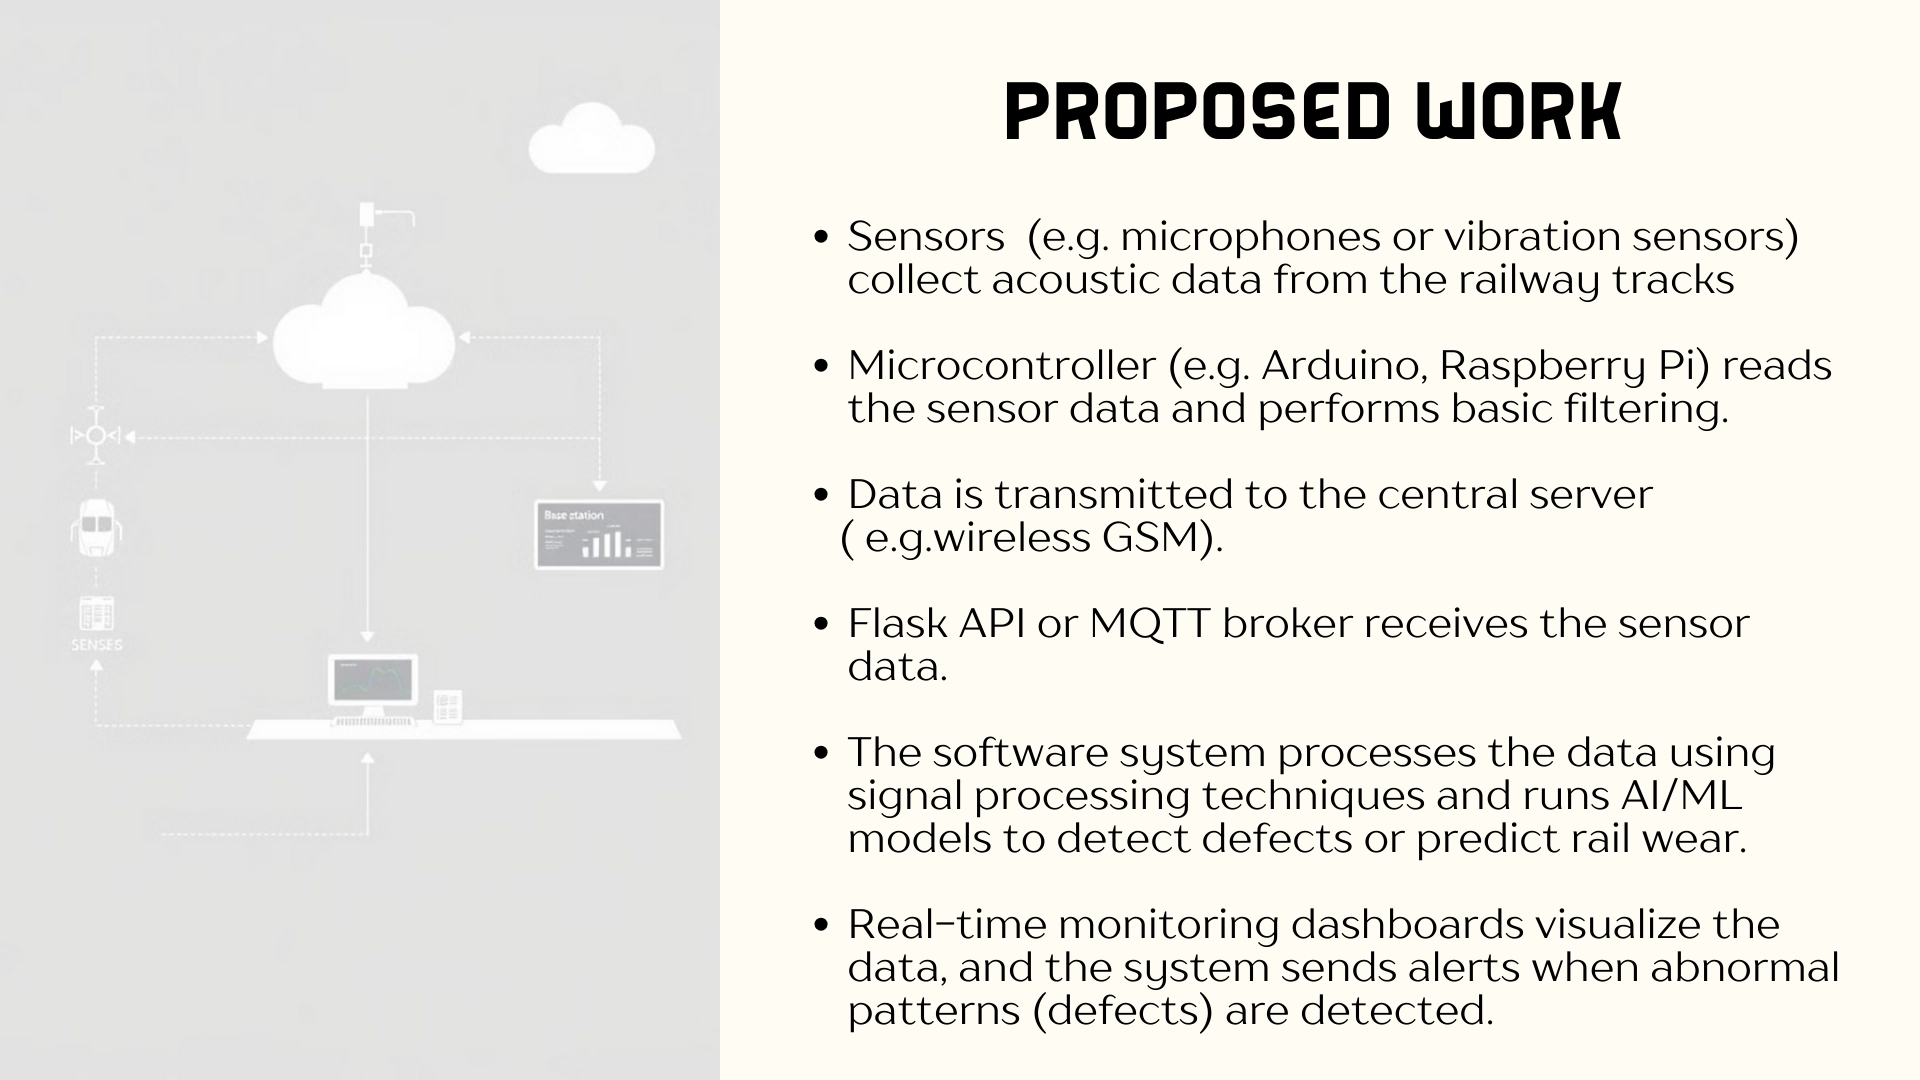 PROPOSED WORK
• Sensors  (e.g. microphones or vibration sensors)
collect acoustic data from the railway tracks
• Microcontroller (e.g. Arduino, Raspberry Pi) reads
the sensor data and performs basic filtering.
• Data is transmitted to the central server
( e.g.wireless GSM).
• Flask API or MQTT broker receives the sensor
data.
• The software system processes the data using
signal processing techniques and runs AI/ML
models to detect defects or predict rail wear.
• Real-time monitoring dashboards visualize the
data, and the system sends alerts when abnormal
patterns (defects) are detected.
Base station
SENSES